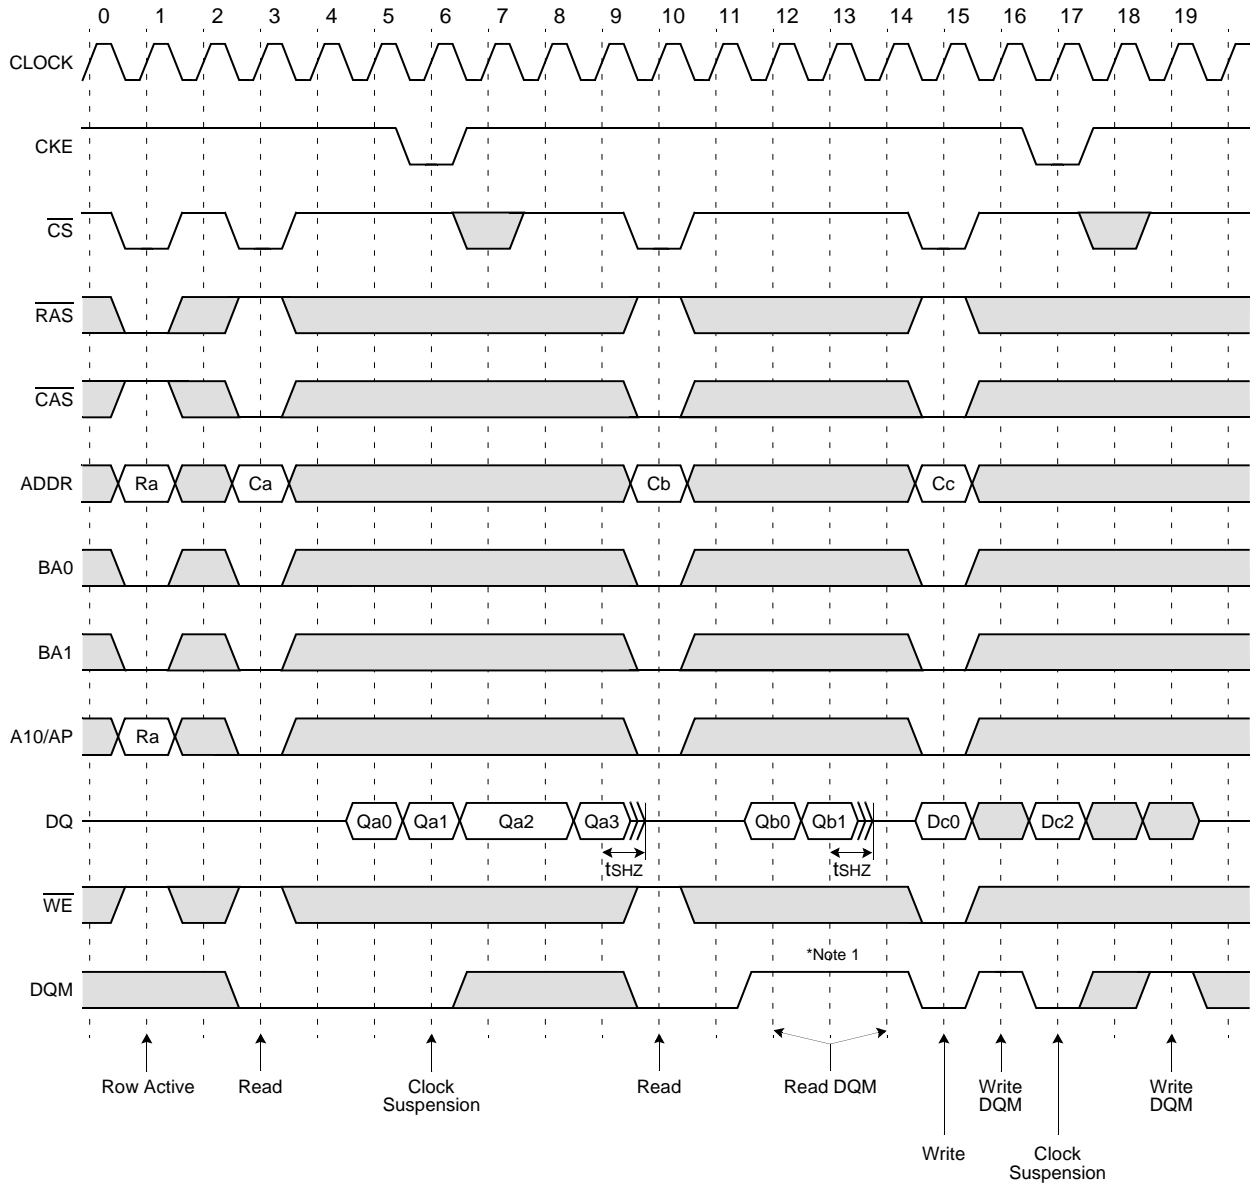 0 1 2 3 4 5 6 7 8 9 10 11 12 13 14 15 16 17 18 19
CLOCK
CKE
CS
RAS
CAS
ADDR Ra Ca Cb Cc
BA0
BA1
A10/AP Ra
DQ Qa0 Qa1 Qa2 Qa3 Qb0 Qb1 Dc0 Dc2
tSHZ tSHZ
WE
*Note 1
DQM
Row Active Read Clock Suspension Read Read DQM Write DQM Write DQM
Write Clock Suspension